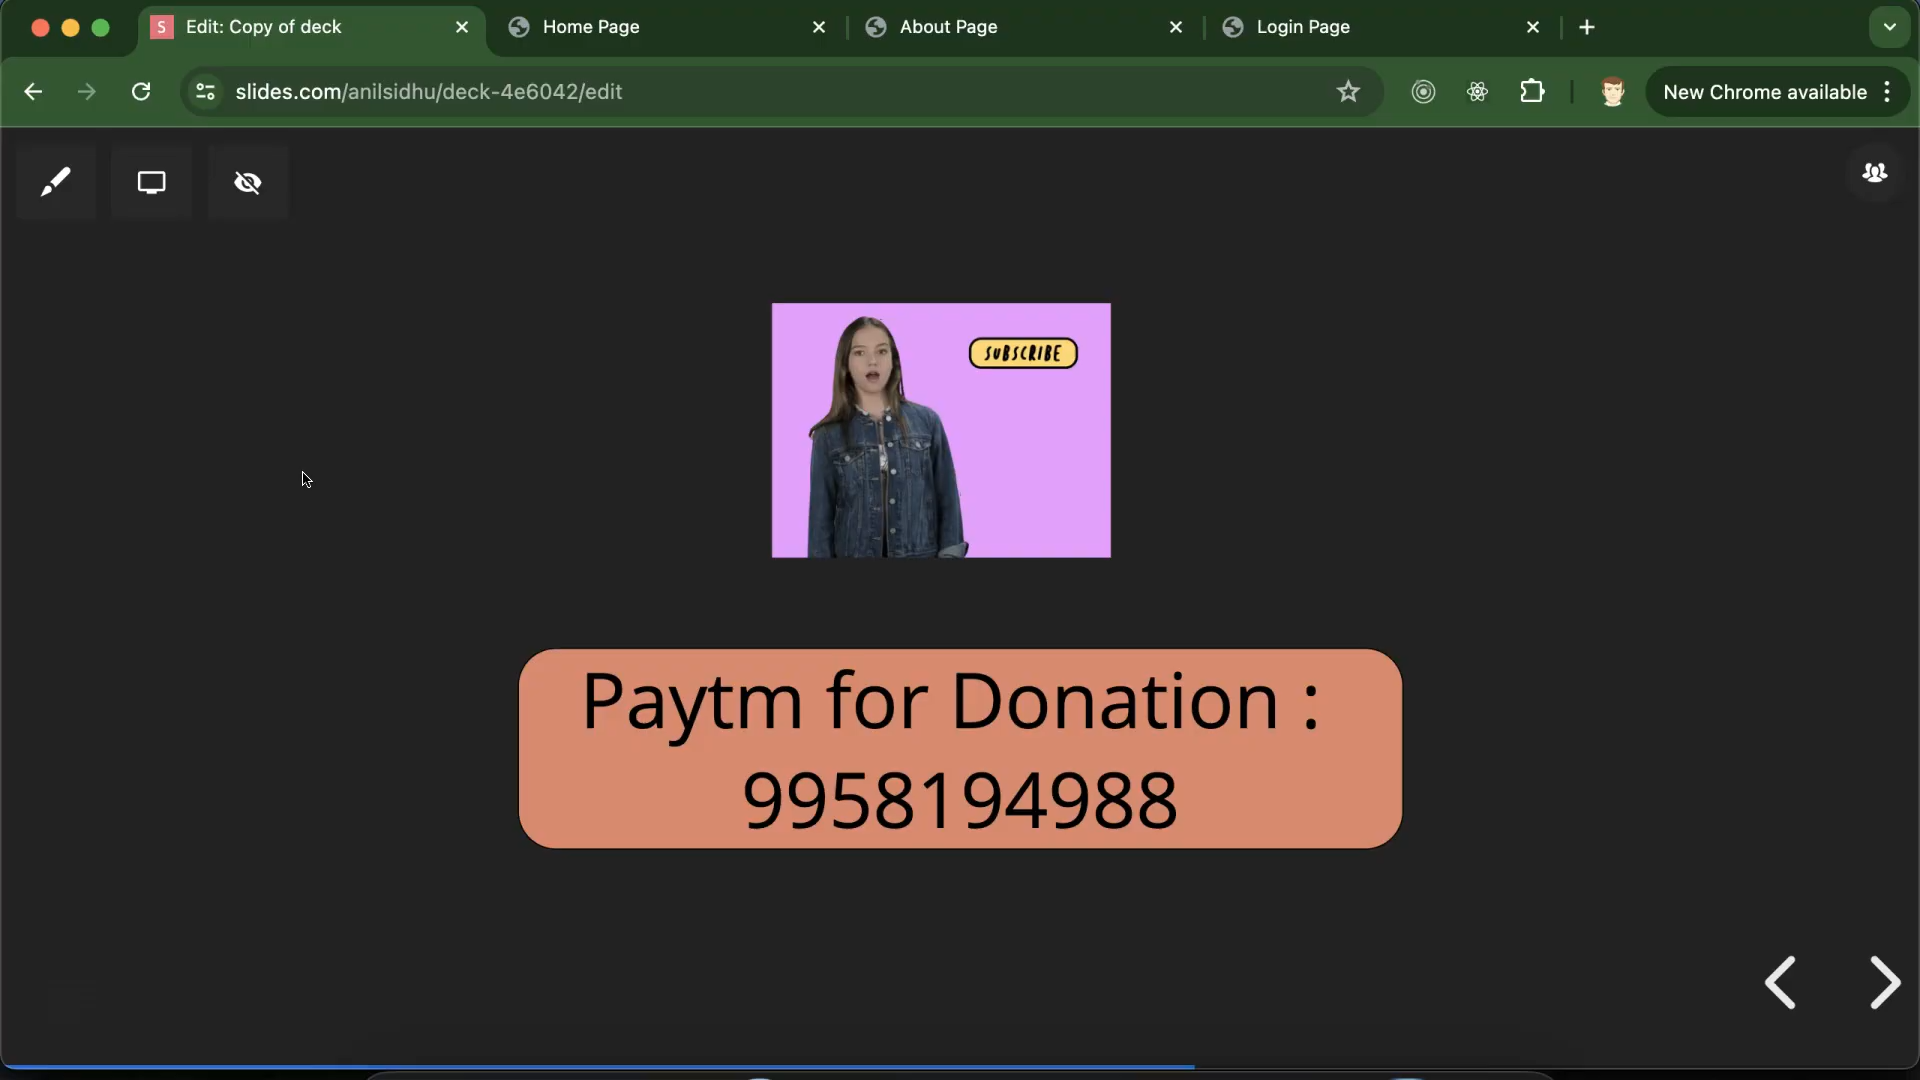 S Edit: Copy of deck
Home Page
About Page
Login Page
slides.com/anilsidhu/deck-4e6042/edit
New Chrome available
SUBSCRIBE
Paytm for Donation :
9958194988